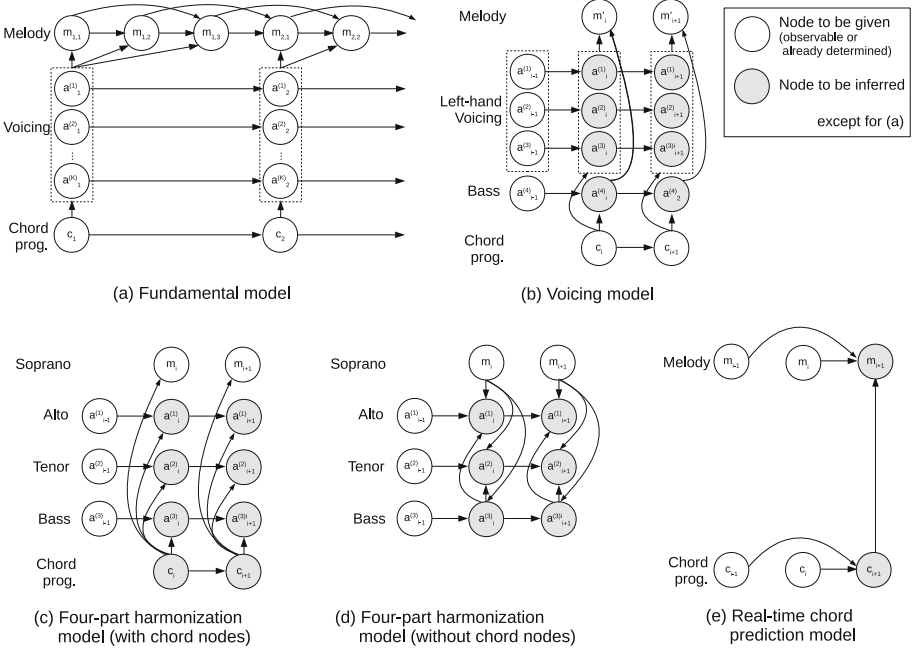 Melody m1,1 m1,2 m1,3 m2,1 m2,2
a(1)1 a(1)2
Voicing a(2)1 a(2)2
a(K)1 a(K)2
Chord prog. c1 c2
(a) Fundamental model
m'i m'i+1
a(1)i-1 a(1)i a(1)i+1
Left-hand Voicing a(2)i-1 a(2)i a(2)i+1
a(3)i-1 a(3)i a(3)i i+1
Bass a(4)i-1 a(4)i a(4)2
Chord prog. ci ci+1
(b) Voicing model
Node to be given
(observable or
already determined)
Node to be inferred
except for (a)
Soprano mi mi+1
Alto a(1)i-1 a(1)i a(1)i+1
Tenor a(2)i-1 a(2)i a(2)i+1
Bass a(3)i-1 a(3)i a(3)i i+1
Chord prog. ci ci+1
(c) Four-part harmonization
model (with chord nodes)
Soprano mi mi+1
Alto a(1)i-1 a(1)i a(1)i+1
Tenor a(2)i-1 a(2)i a(2)i+1
Bass a(3)i-1 a(3)i a(3)i i+1
(d) Four-part harmonization
model (without chord nodes)
Melody mi-1 mi mi+1
Chord prog. ci-1 ci ci+1
(e) Real-time chord
prediction model